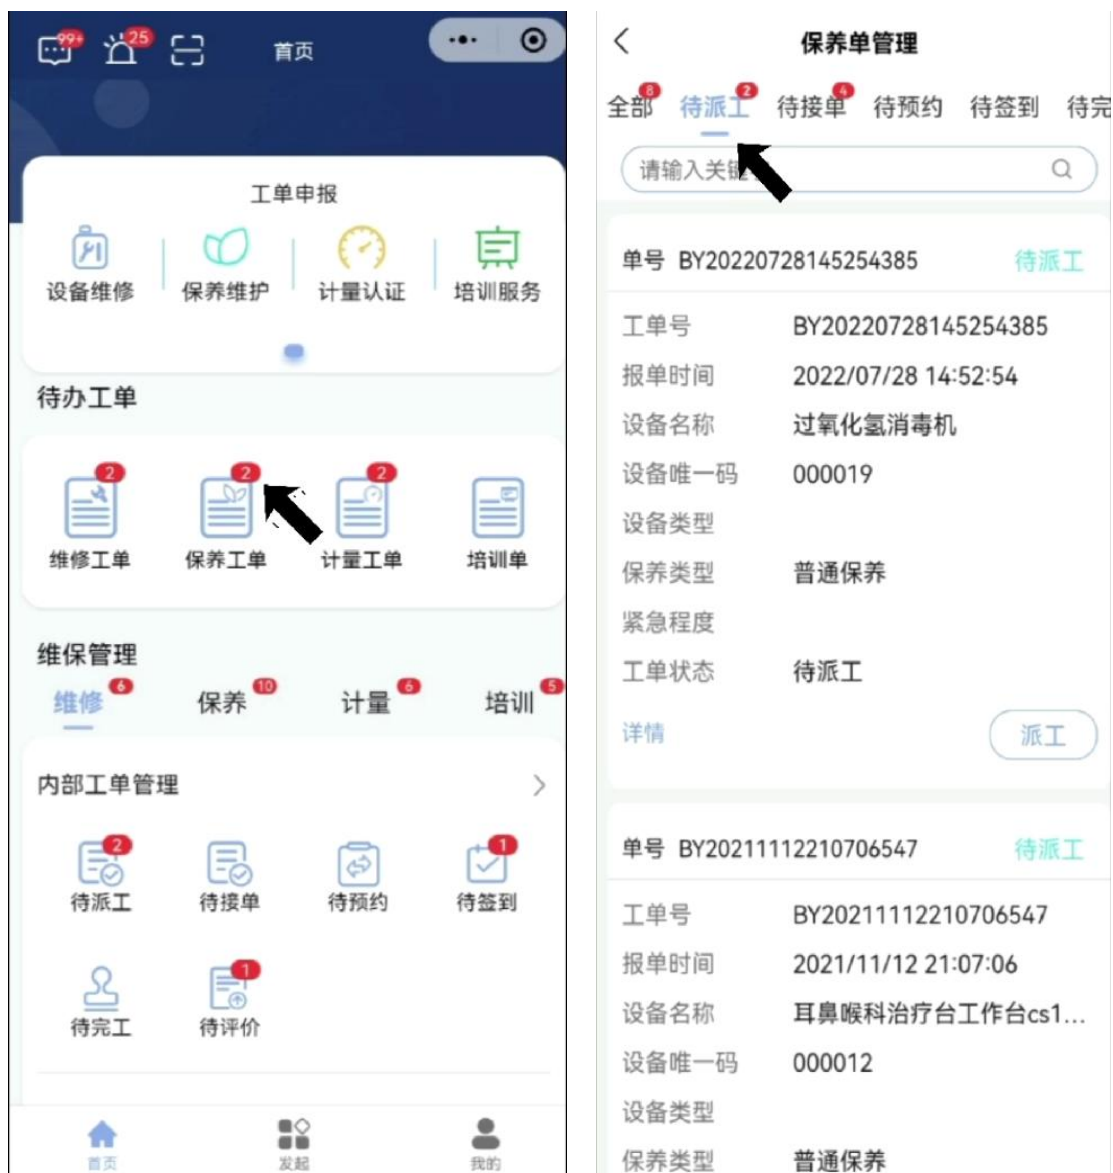 99+
25
首页
工单申报
设备维修 保养维护 计量认证 培训服务
待办工单
2 2 2
维修工单 保养工单 计量工单 培训单
维保管理
维修 6 保养 10 计量 6 培训 5
内部工单管理
2 1
待派工 待接单 待预约 待签到
1
待完工 待评价
首页 发起 我的
保养单管理
全部 8 待派工 2 待接单 4 待预约 待签到 待完
请输入关键
单号 BY20220728145254385 待派工
工单号 BY20220728145254385
报单时间 2022/07/28 14:52:54
设备名称 过氧化氢消毒机
设备唯一码 000019
设备类型
保养类型 普通保养
紧急程度
工单状态 待派工
详情 派工
单号 BY20211112210706547 待派工
工单号 BY20211112210706547
报单时间 2021/11/12 21:07:06
设备名称 耳鼻喉科治疗台工作台cs1...
设备唯一码 000012
设备类型
保养类型 普通保养